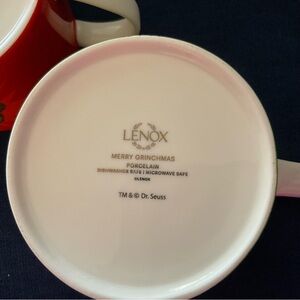 LENOX
MERRY GRINCHMAS
PORCELAIN
DISHWASHER SAFE | MICROWAVE SAFE
©LENOX
TM & © Dr. Seuss